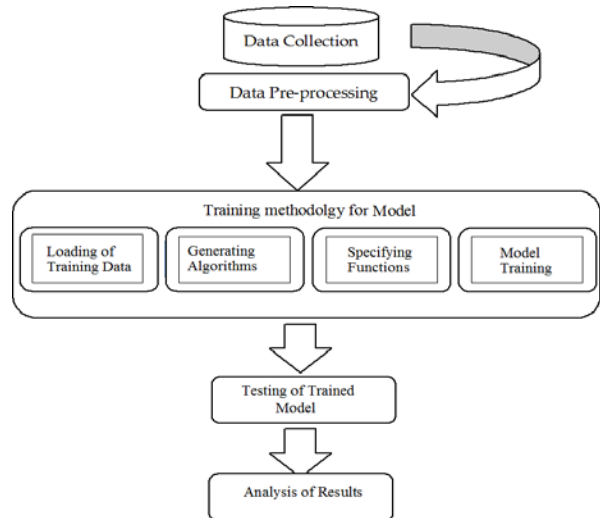 Data Collection
Data Pre-processing
Training methodolgy for Model
Loading of
Training Data
Generating
Algorithms
Specifying
Functions
Model
Training
Testing of Trained
Model
Analysis of Results